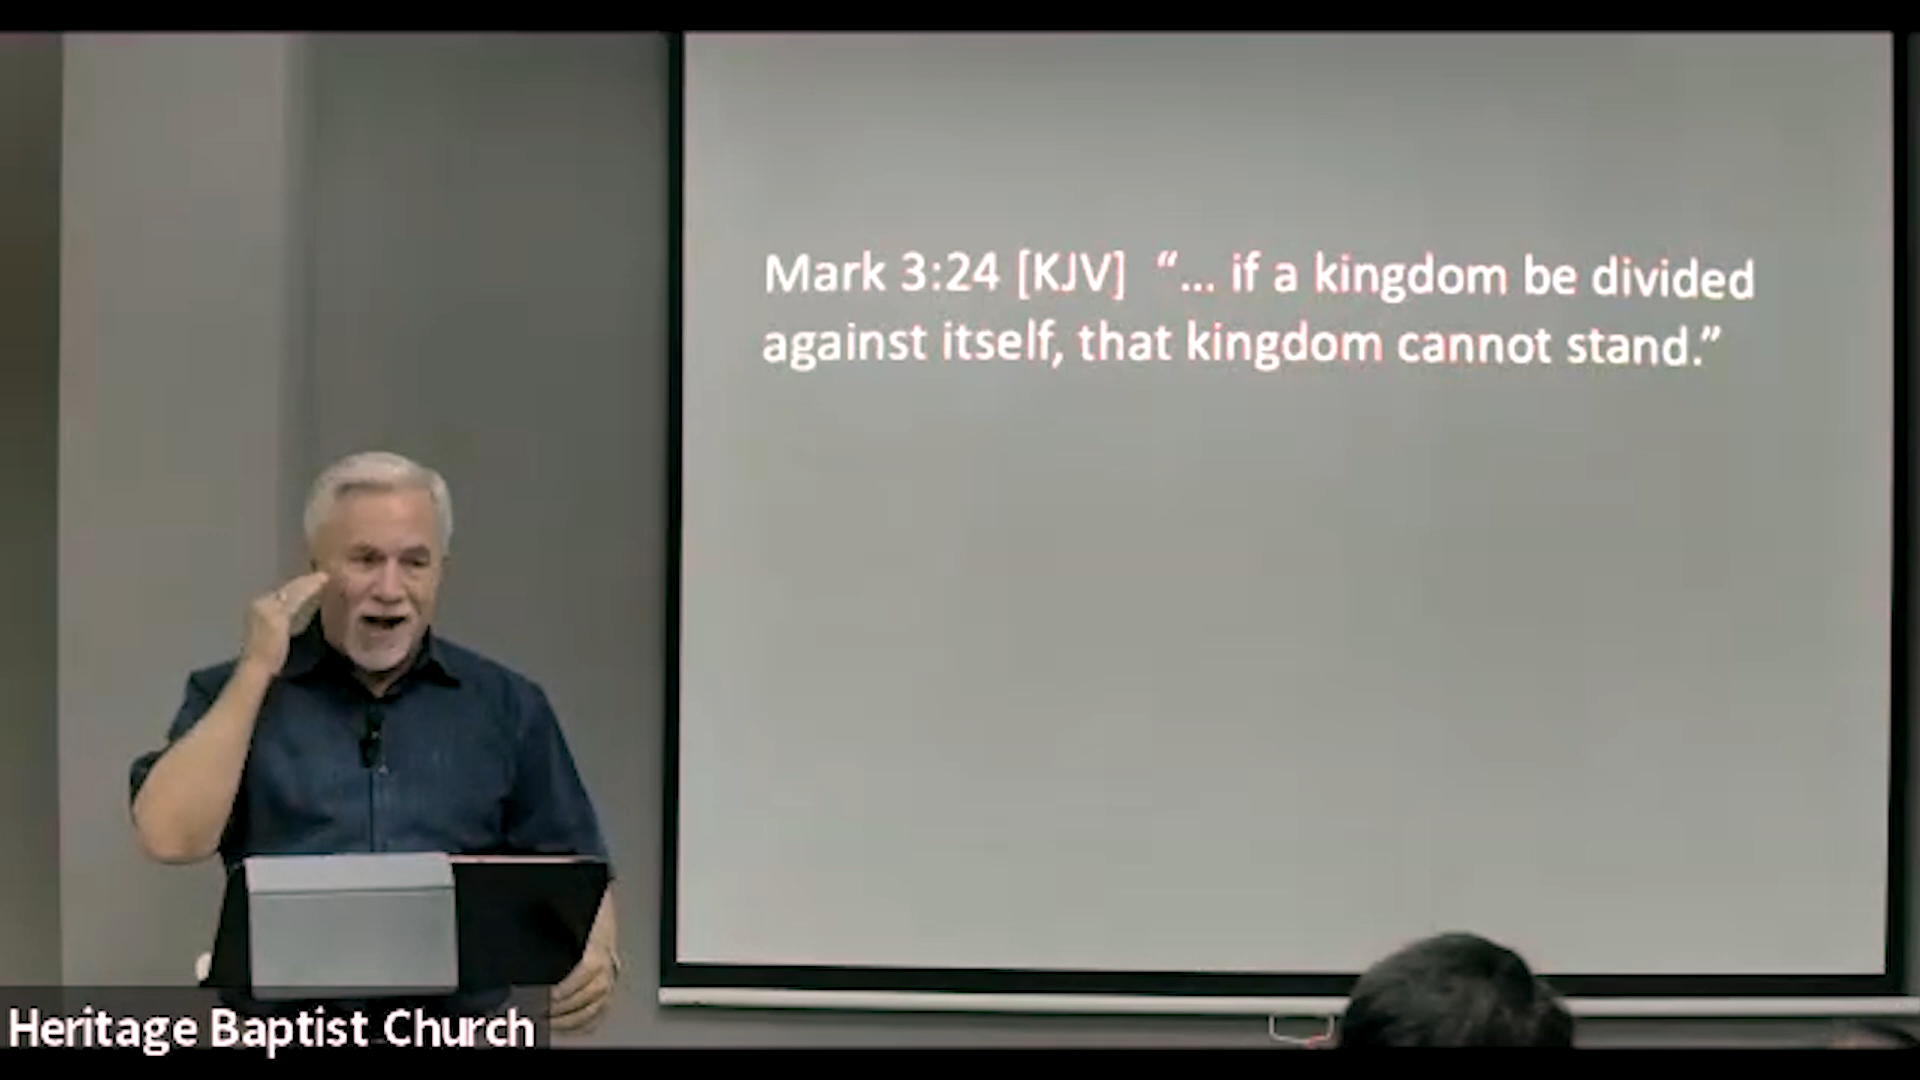 Mark 3:24 [KJV]  “... if a kingdom be divided
against itself, that kingdom cannot stand.”
Heritage Baptist Church